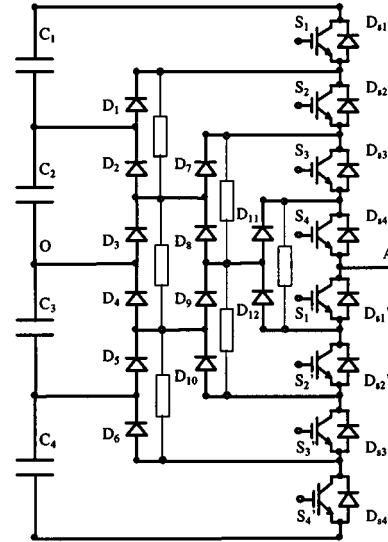 C1 S1 Ds1
D1 S2 Ds2
D2 D7 S3 Ds3
C2 D11 S4 Ds4
O D3 D8 A
C3 D4 D9 D12 S1 Ds1'
D5 D10 S2 Ds2'
C4 D6 S3 Ds3
S4 Ds4